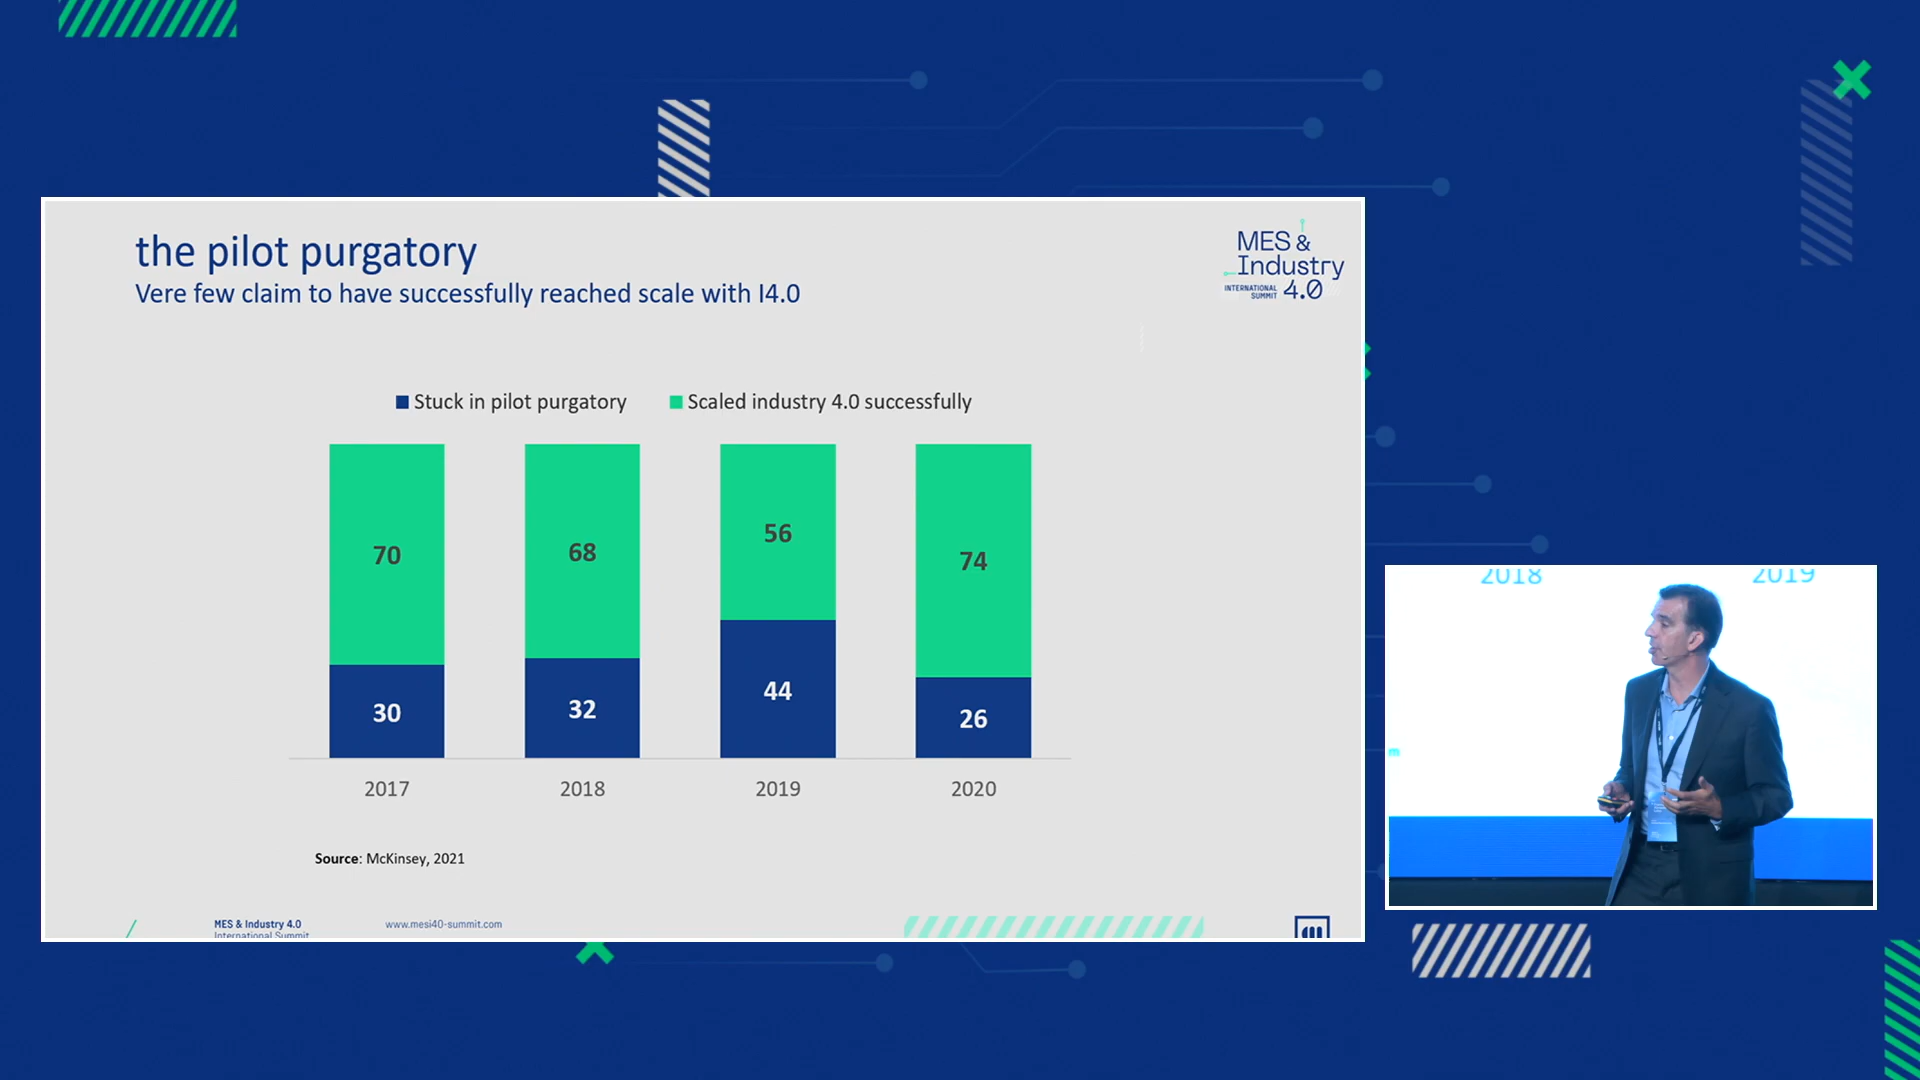 the pilot purgatory
Vere few claim to have successfully reached scale with I4.0
MES &
Industry
INTERNATIONAL
SUMMIT
4.0
Stuck in pilot purgatory
Scaled industry 4.0 successfully
70
68
56
74
30
32
44
26
2017
2018
2019
2020
Source: McKinsey, 2021
MES & Industry 4.0
International Summit
www.mesi40-summit.com
2018
2019